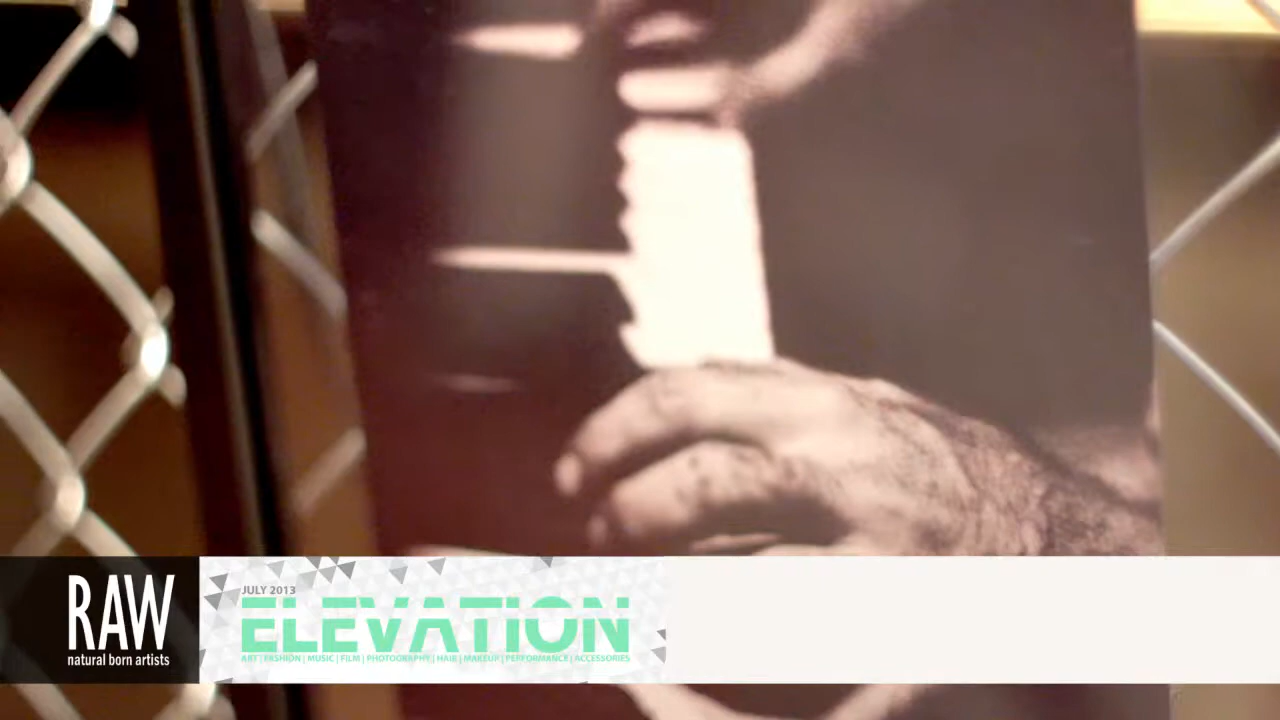 RAW
natural born artists
JULY 2013
ELEVATION
ART | FASHION | MUSIC | FILM | PHOTOGRAPHY | HAIR | MAKEUP | PERFORMANCE | ACCESSORIES